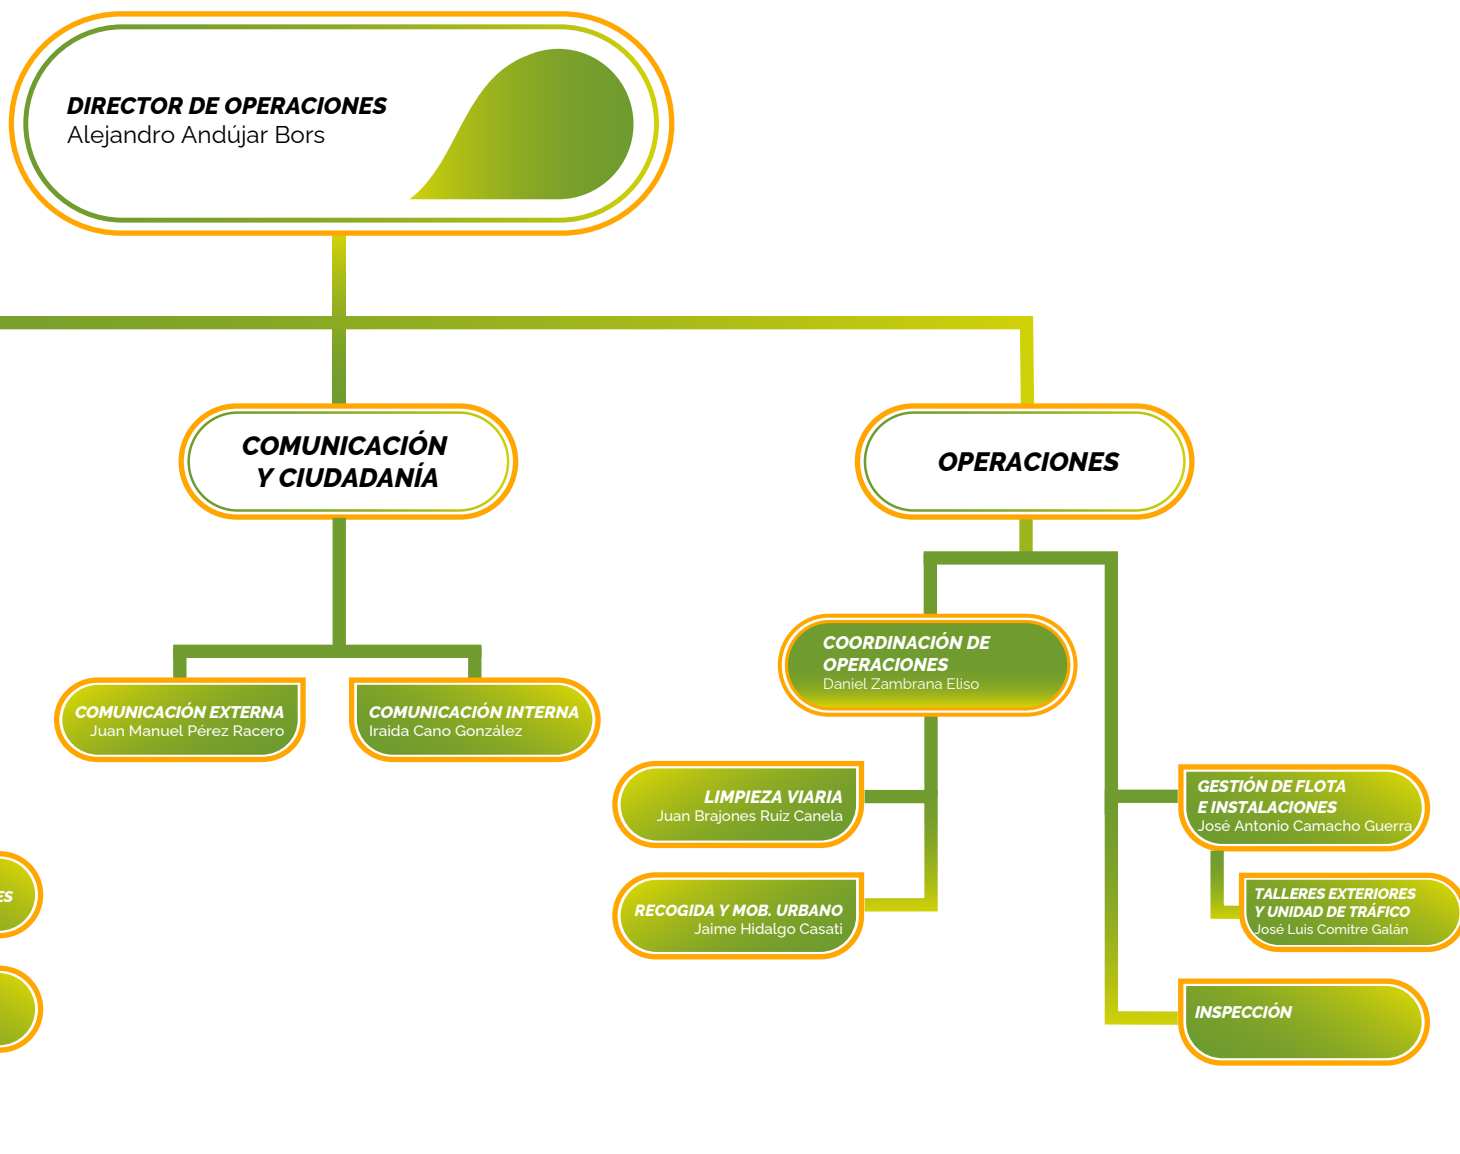 DIRECTOR DE OPERACIONES
Alejandro Andújar Bors
COMUNICACIÓN
Y CIUDADANÍA
OPERACIONES
COORDINACIÓN DE
OPERACIONES
Daniel Zambrana Eliso
COMUNICACIÓN EXTERNA
Juan Manuel Pérez Racero
COMUNICACIÓN INTERNA
Iraida Cano González
LIMPIEZA VIARIA
Juan Brajones Ruiz Canela
GESTIÓN DE FLOTA
E INSTALACIONES
José Antonio Camacho Guerra
RECOGIDA Y MOB. URBANO
Jaime Hidalgo Casati
TALLERES EXTERIORES
Y UNIDAD DE TRÁFICO
José Luis Comitre Galán
INSPECCIÓN